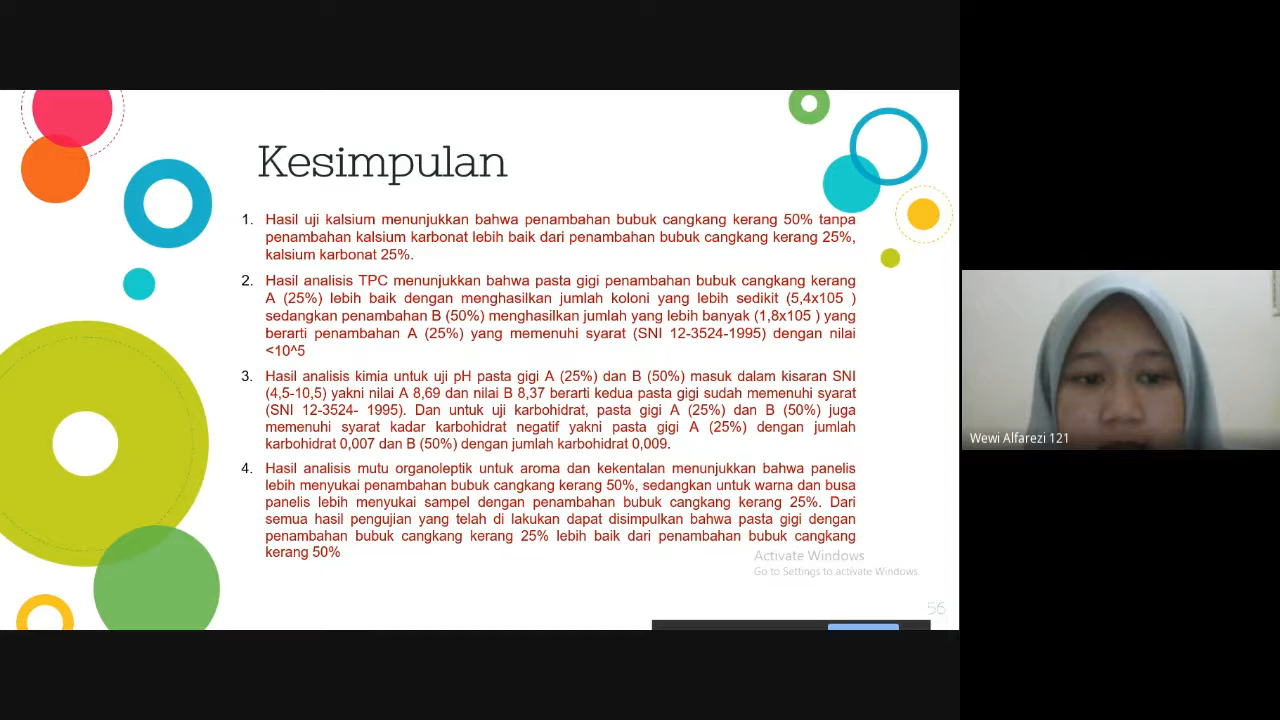 Kesimpulan
1. Hasil uji kalsium menunjukkan bahwa penambahan bubuk cangkang kerang 50% tanpa
penambahan kalsium karbonat lebih baik dari penambahan bubuk cangkang kerang 25%,
kalsium karbonat 25%.
2. Hasil analisis TPC menunjukkan bahwa pasta gigi penambahan bubuk cangkang kerang
A (25%) lebih baik dengan menghasilkan jumlah koloni yang lebih sedikit (5,4x105 )
sedangkan penambahan B (50%) menghasilkan jumlah yang lebih banyak (1,8x105 ) yang
berarti penambahan A (25%) yang memenuhi syarat (SNI 12-3524-1995) dengan nilai
<10^5
3. Hasil analisis kimia untuk uji pH pasta gigi A (25%) dan B (50%) masuk dalam kisaran SNI
(4,5-10,5) yakni nilai A 8,69 dan nilai B 8,37 berarti kedua pasta gigi sudah memenuhi syarat
(SNI 12-3524- 1995). Dan untuk uji karbohidrat, pasta gigi A (25%) dan B (50%) juga
memenuhi syarat kadar karbohidrat negatif yakni pasta gigi A (25%) dengan jumlah
karbohidrat 0,007 dan B (50%) dengan jumlah karbohidrat 0,009.
4. Hasil analisis mutu organoleptik untuk aroma dan kekentalan menunjukkan bahwa panelis
lebih menyukai penambahan bubuk cangkang kerang 50%, sedangkan untuk warna dan busa
panelis lebih menyukai sampel dengan penambahan bubuk cangkang kerang 25%. Dari
semua hasil pengujian yang telah di lakukan dapat disimpulkan bahwa pasta gigi dengan
penambahan bubuk cangkang kerang 25% lebih baik dari penambahan bubuk cangkang
kerang 50%
Activate Windows
Go to Settings to activate Windows.
56
Wewi Alfarezi 121